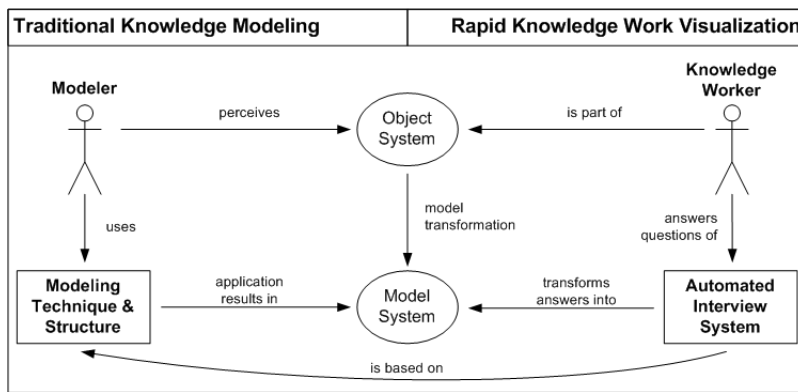 Traditional Knowledge Modeling
Rapid Knowledge Work Visualization
Modeler
Knowledge
Worker
perceives
Object
System
is part of
uses
model
transformation
answers
questions of
Modeling
Technique &
Structure
application
results in
Model
System
transforms
answers into
Automated
Interview
System
is based on